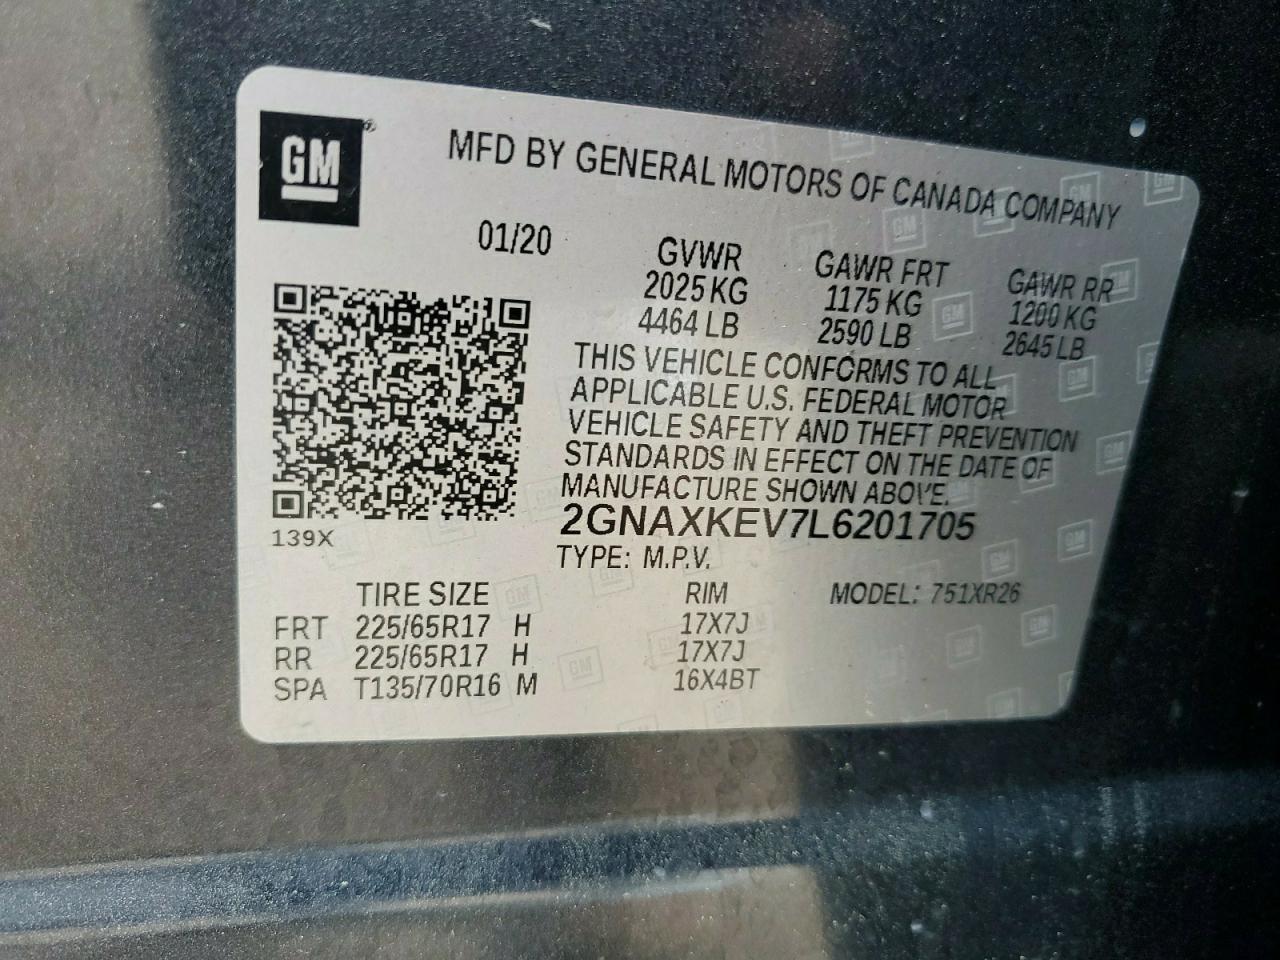 GM
MFD BY GENERAL MOTORS OF CANADA COMPANY
01/20 GVWR GAWR FRT GAWR RR
2025 KG 1175 KG 1200 KG
4464 LB 2590 LB 2645 LB
THIS VEHICLE CONFORMS TO ALL
APPLICABLE U.S. FEDERAL MOTOR
VEHICLE SAFETY AND THEFT PREVENTION
STANDARDS IN EFFECT ON THE DATE OF
MANUFACTURE SHOWN ABOVE.
2GNAXKEV7L6201705
139X
TYPE: M.P.V.
TIRE SIZE RIM MODEL: 751XR26
FRT 225/65R17 H 17X7J
RR 225/65R17 H 17X7J
SPA T135/70R16 M 16X4BT